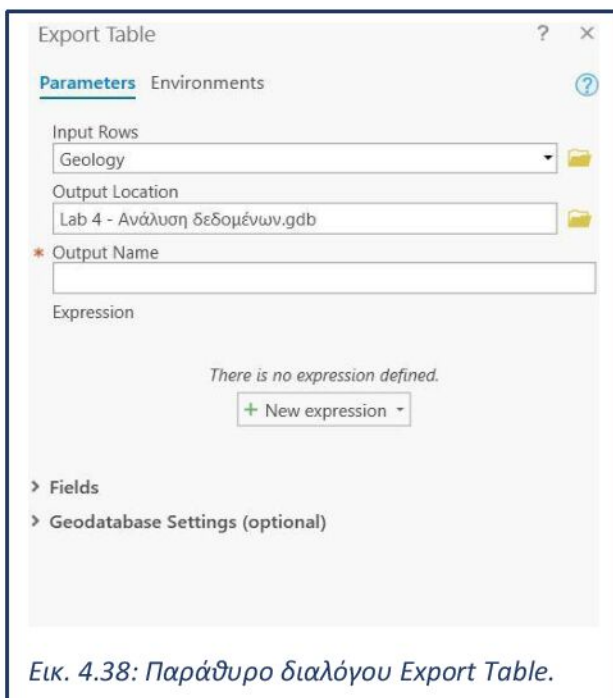 Export Table ? ×
Parameters Environments ?
Input Rows
Geology
Output Location
Lab 4 - Ανάλυση δεδομένων.gdb
* Output Name
Expression
There is no expression defined.
+ New expression
> Fields
> Geodatabase Settings (optional)
Εικ. 4.38: Παράθυρο διαλόγου Export Table.